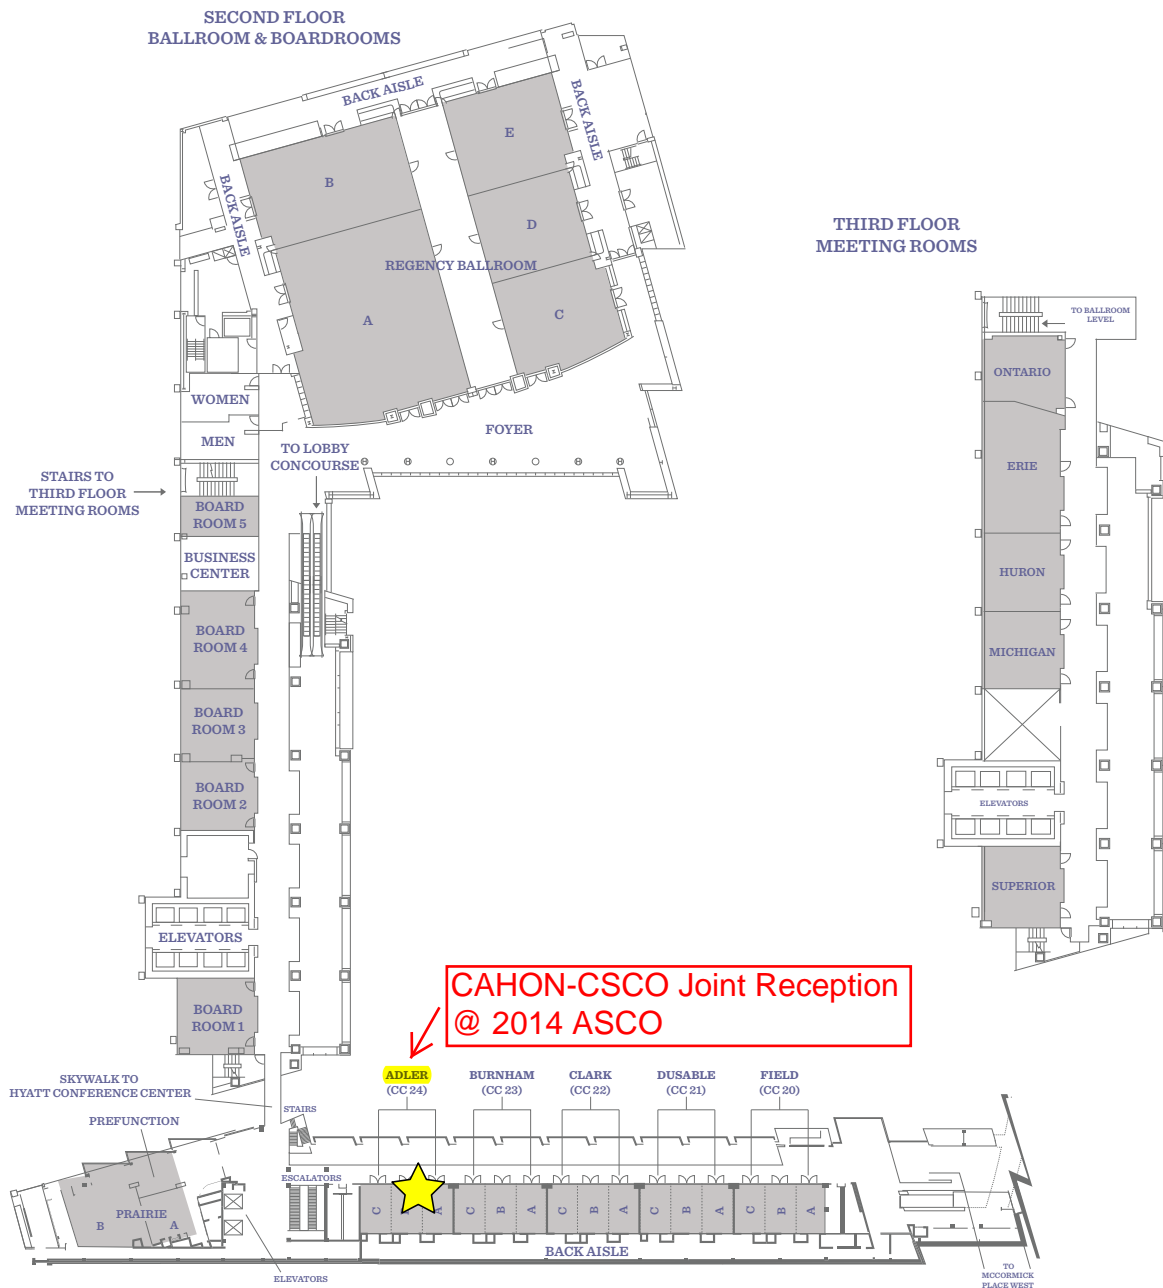 SECOND FLOOR
BALLROOM & BOARDROOMS
BACK AISLE
BACK AISLE
BACK AISLE
E
B
D
REGENCY BALLROOM
A
C
WOMEN
MEN
FOYER
TO LOBBY
CONCOURSE
STAIRS TO
THIRD FLOOR
MEETING ROOMS
BOARD
ROOM 5
BUSINESS
CENTER
BOARD
ROOM 4
BOARD
ROOM 3
BOARD
ROOM 2
ELEVATORS
BOARD
ROOM 1
THIRD FLOOR
MEETING ROOMS
TO BALLROOM
LEVEL
ONTARIO
ERIE
HURON
MICHIGAN
ELEVATORS
SUPERIOR
CAHON-CSCO Joint Reception
@ 2014 ASCO
SKYWALK TO
HYATT CONFERENCE CENTER
PREFUNCTION
STAIRS
ADLER
(CC 24)
BURNHAM
(CC 23)
CLARK
(CC 22)
DUSABLE
(CC 21)
FIELD
(CC 20)
ESCALATORS
PRAIRIE
B
A
C
A
C
B
A
C
B
A
C
B
A
C
B
A
BACK AISLE
ELEVATORS
TO
MCCORMICK
PLACE WEST